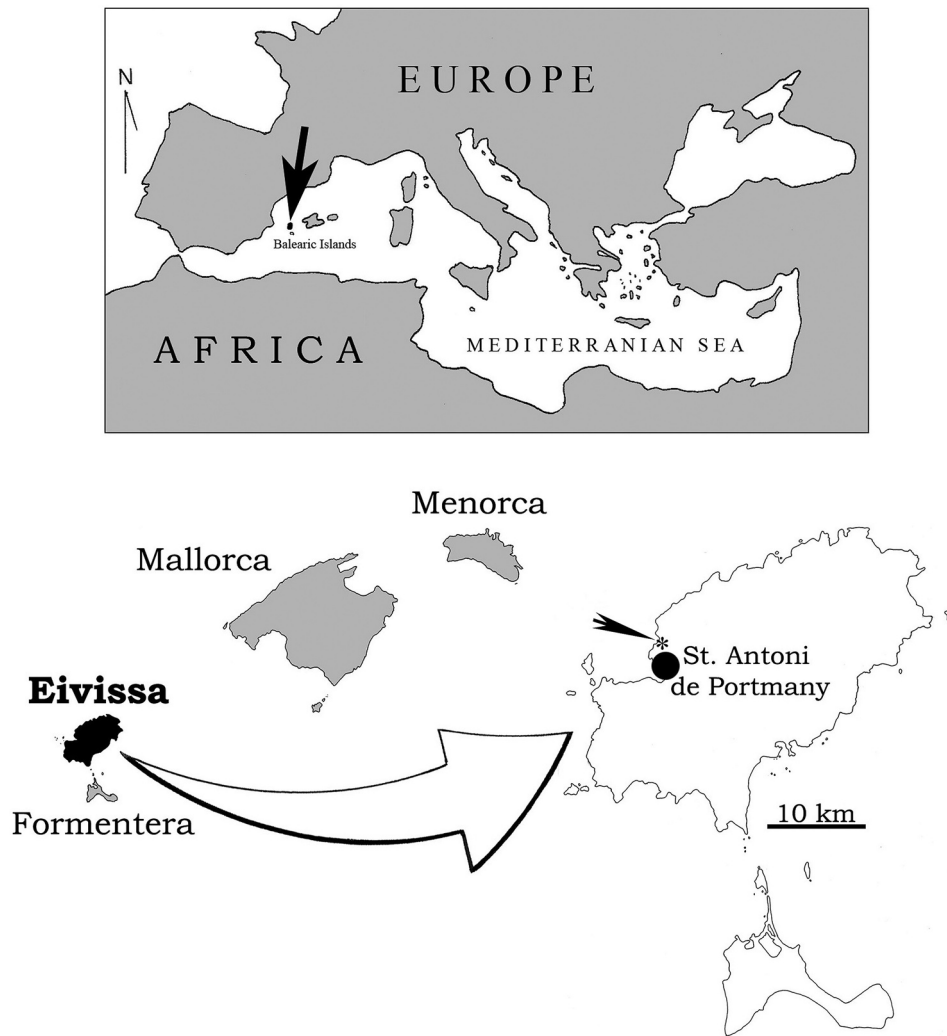 EUROPE
N
Balearic Islands
AFRICA
MEDITERRANIAN SEA
Menorca
Mallorca
*
St. Antoni
de Portmany
Eivissa
10 km
Formentera